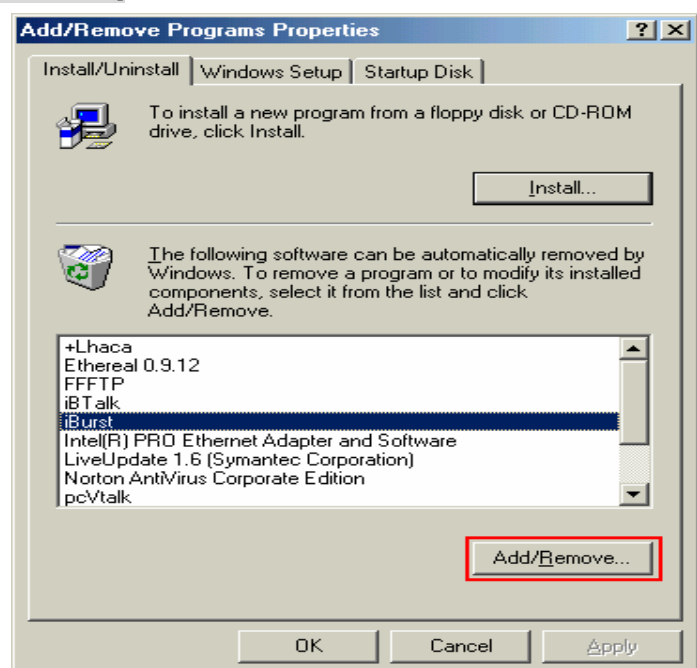 Add/Remove Programs Properties
Install/Uninstall
Windows Setup
Startup Disk
To install a new program from a floppy disk or CD-ROM
drive, click Install.
Install...
The following software can be automatically removed by
Windows. To remove a program or to modify its installed
components, select it from the list and click
Add/Remove.
+Lhaca
Ethereal 0.9.12
FFFTP
iBTalk
iBurst
Intel(R) PRO Ethernet Adapter and Software
LiveUpdate 1.6 (Symantec Corporation)
Norton AntiVirus Corporate Edition
pcVtalk
Add/Remove...
OK
Cancel
Apply